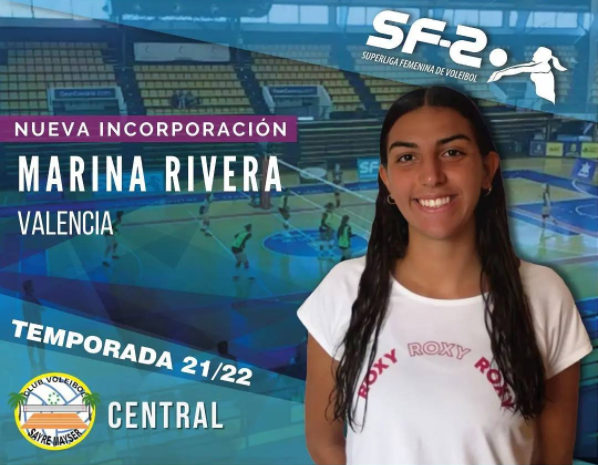 SF-2
SUPERLIGA FEMENINA DE VOLEIBOL
NUEVA INCORPORACIÓN
MARINA RIVERA
VALENCIA
ROXY ROXY ROXY
TEMPORADA 21/22
CLUB VOLEIBOL
SAYRE MAYSER
CENTRAL